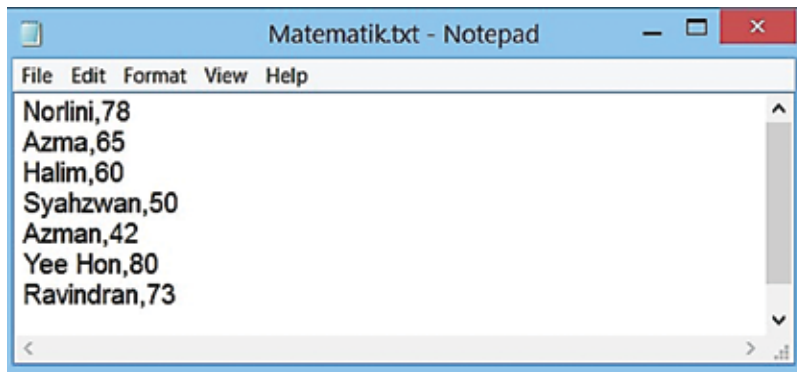 Matematik.txt - Notepad
File Edit Format View Help
Norlini,78
Azma,65
Halim,60
Syahzwan,50
Azman,42
Yee Hon,80
Ravindran,73